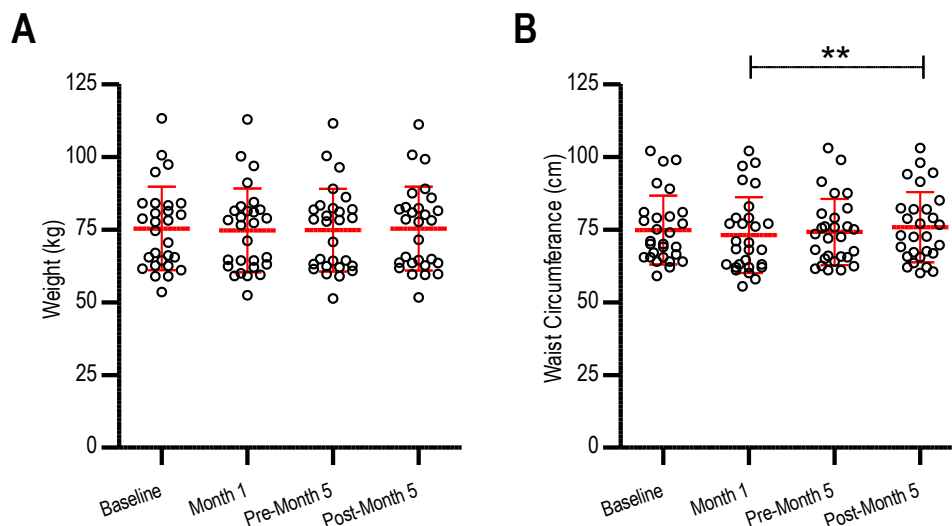 A
Weight (kg)
125
100
75
50
25
0
Baseline
Month 1
Pre-Month 5
Post-Month 5
B
**
Waist Circumference (cm)
125
100
75
50
25
0
Baseline
Month 1
Pre-Month 5
Post-Month 5